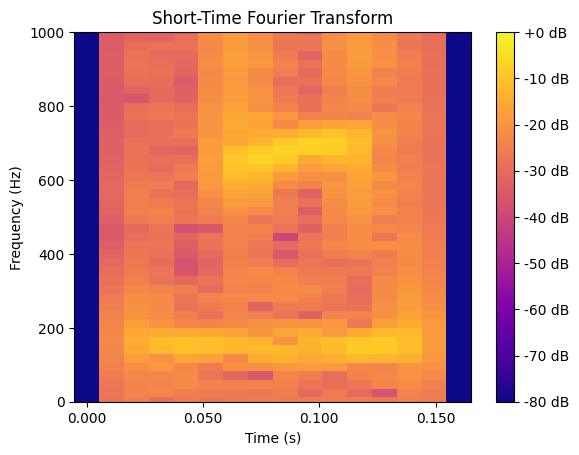 Short-Time Fourier Transform
1000
800
600
400
200
0
Frequency (Hz)
0.000
0.050
0.100
0.150
Time (s)
+0 dB
-10 dB
-20 dB
-30 dB
-40 dB
-50 dB
-60 dB
-70 dB
-80 dB